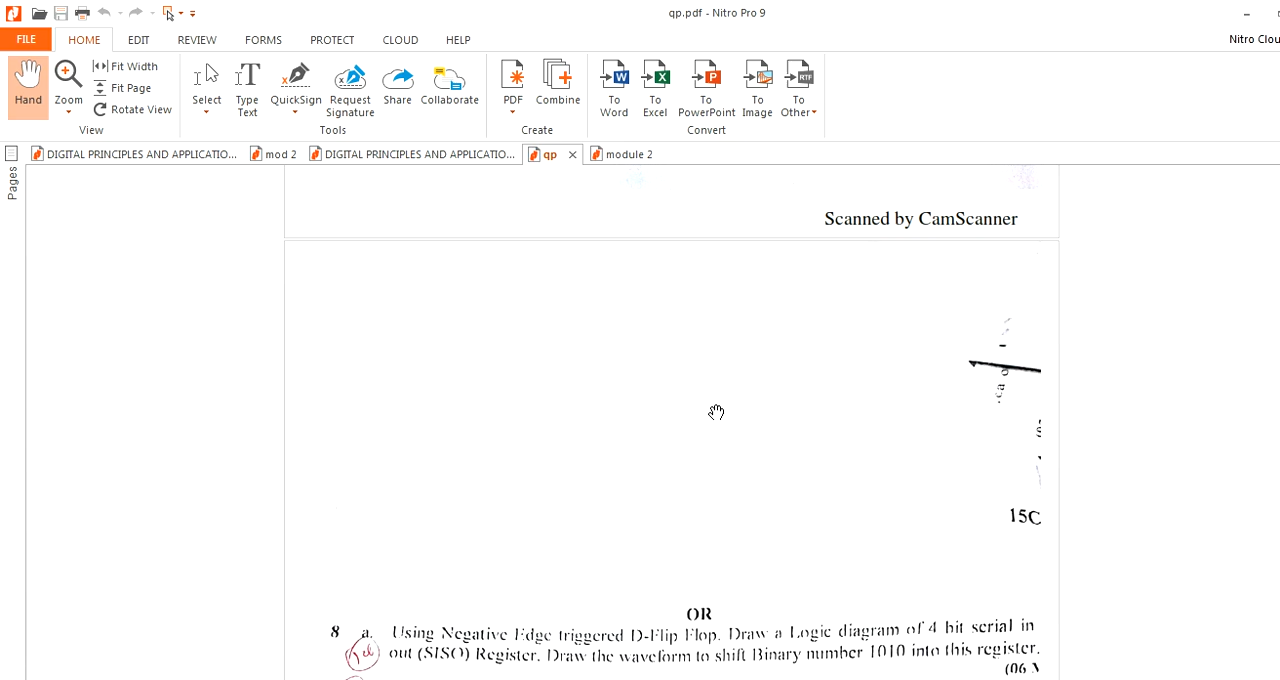 qp.pdf - Nitro Pro 9
FILE HOME EDIT REVIEW FORMS PROTECT CLOUD HELP
Nitro Clou
Hand
Zoom
Fit Width
Fit Page
Rotate View
View
Select
Type Text
QuickSign
Request Signature
Share
Collaborate
Tools
PDF
Combine
Create
To Word
To Excel
To PowerPoint
To Image
To Other
Convert
DIGITAL PRINCIPLES AND APPLICATIO... mod 2 DIGITAL PRINCIPLES AND APPLICATIO... qp module 2
Pages
Scanned by CamScanner
15C
OR
8 a. Using Negative Edge triggered D-Flip Flop. Draw a Logic diagram of 4 bit serial in
out (SISO) Register. Draw the waveform to shift Binary number 1010 into this register.
(06 M